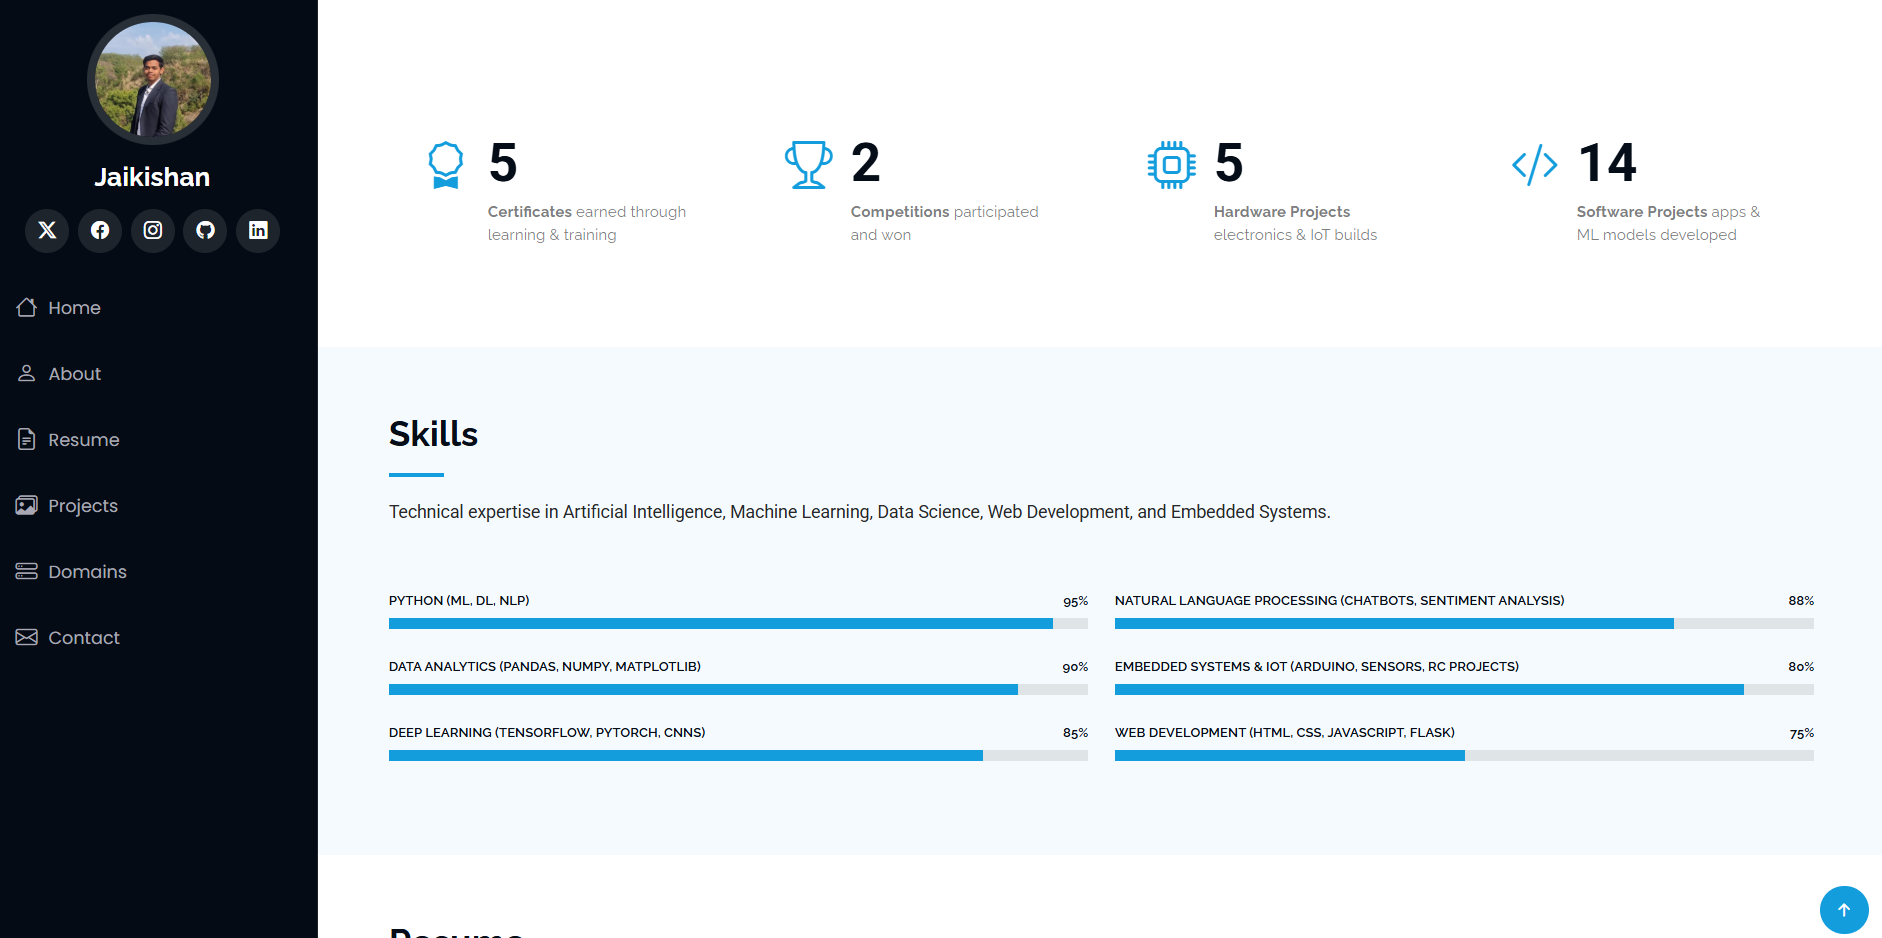 Jaikishan
Home
About
Resume
Projects
Domains
Contact
5
Certificates earned through
learning & training
2
Competitions participated
and won
5
Hardware Projects
electronics & IoT builds
14
Software Projects apps &
ML models developed
Skills
Technical expertise in Artificial Intelligence, Machine Learning, Data Science, Web Development, and Embedded Systems.
PYTHON (ML, DL, NLP) 95%
DATA ANALYTICS (PANDAS, NUMPY, MATPLOTLIB) 90%
DEEP LEARNING (TENSORFLOW, PYTORCH, CNNS) 85%
NATURAL LANGUAGE PROCESSING (CHATBOTS, SENTIMENT ANALYSIS) 88%
EMBEDDED SYSTEMS & IOT (ARDUINO, SENSORS, RC PROJECTS) 80%
WEB DEVELOPMENT (HTML, CSS, JAVASCRIPT, FLASK) 75%
Resume